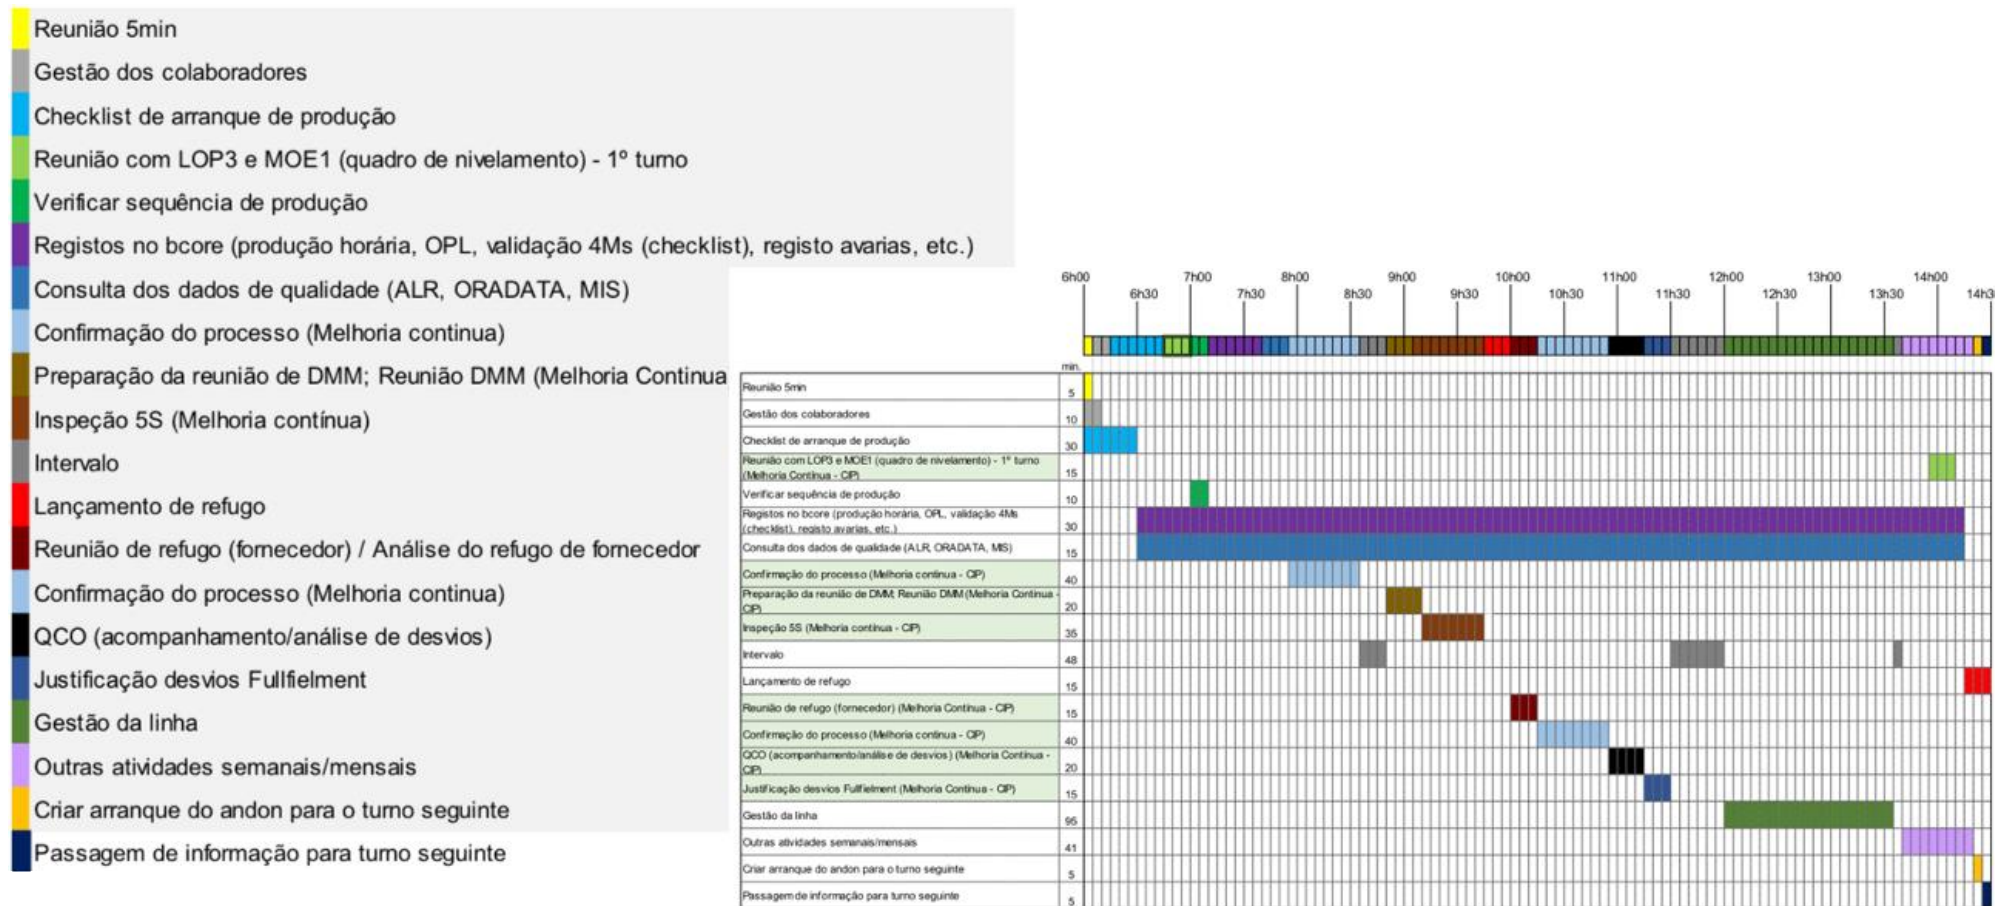 Reunião 5min
Gestão dos colaboradores
Checklist de arranque de produção
Reunião com LOP3 e MOE1 (quadro de nivelamento) - 1º turno
Verificar sequência de produção
Registos no bcore (produção horária, OPL, validação 4Ms (checklist), registo avarias, etc.)
Consulta dos dados de qualidade (ALR, ORADATA, MIS)
Confirmação do processo (Melhoria continua)
Preparação da reunião de DMM; Reunião DMM (Melhoria Continua
Inspeção 5S (Melhoria contínua)
Intervalo
Lançamento de refugo
Reunião de refugo (fornecedor) / Análise do refugo de fornecedor
Confirmação do processo (Melhoria continua)
QCO (acompanhamento/análise de desvios)
Justificação desvios Fullfielment
Gestão da linha
Outras atividades semanais/mensais
Criar arranque do andon para o turno seguinte
Passagem de informação para turno seguinte
6h00 7h00 8h00 9h00 10h00 11h00 12h00 13h00 14h00
6h30 7h30 8h30 9h30 10h30 11h30 12h30 13h30 14h3
min.
Reunião 5min 5
Gestão dos colaboradores 10
Checklist de arranque de produção 30
Reunião com LOP3 e MOE1 (quadro de nivelamento) - 1º turno
(Melhoria Contínua - CIP) 15
Verificar sequência de produção 10
Registos no bcore (produção horária, OPL, validação 4Ms
(checklist), registo avarias, etc.) 30
Consulta dos dados de qualidade (ALR, ORADATA, MIS) 15
Confirmação do processo (Melhoria continua - CIP) 40
Preparação da reunião de DMM; Reunião DMM (Melhoria Continua -
CIP) 20
Inspeção 5S (Melhoria contínua - CIP) 35
Intervalo 48
Lançamento de refugo 15
Reunião de refugo (fornecedor) (Melhoria Contínua - CIP) 15
Confirmação do processo (Melhoria continua - CIP) 40
QCO (acompanhamento/análise de desvios) (Melhoria Contínua -
CIP) 20
Justificação desvios Fullfielment (Melhoria Contínua - CIP) 15
Gestão da linha 95
Outras atividades semanais/mensais 41
Criar arranque do andon para o turno seguinte 5
Passagem de informação para turno seguinte 5